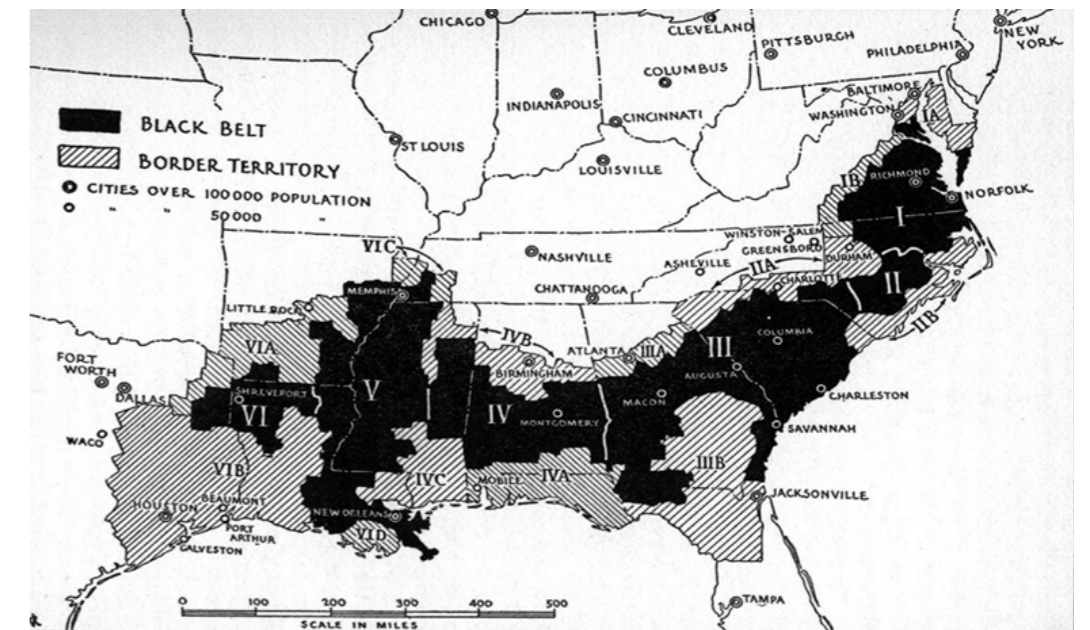 CHICAGO
CLEVELAND
NEW
YORK
PITTSBURGH
PHILADELPHIA
COLUMBUS
BALTIMORE
INDIANAPOLIS
WASHINGTON
IA
BLACK BELT
CINCINNATI
ST LOUIS
BORDER TERRITORY
LOUISVILLE
IB
RICHMOND
CITIES OVER 100 000 POPULATION
NORFOLK
" " 50 000 "
I
WINSTON-SALEM
VIC
GREENSBORO
NASHVILLE
DURHAM
ASHEVILLE
IIA
II
CHARLOTT
MEMPHIS
CHATTANOOGA
LITTLE ROCK
IIB
IVB
COLUMBIA
VIA
ATLANTA
IIIA
III
FORT
WORTH
BIRMINGHAM
AUGUSTA
DALLAS
SHREVEPORT
V
MACON
CHARLESTON
VI
IV
MONTGOMERY
SAVANNAH
WACO
IIIB
VIB
IVC
MOBILE
IVA
JACKSONVILLE
HOUSTON
BEAUMONT
NEW ORLEANS
PORT
ARTHUR
VID
GALVESTON
TAMPA
0 100 200 300 400 500
SCALE IN MILES